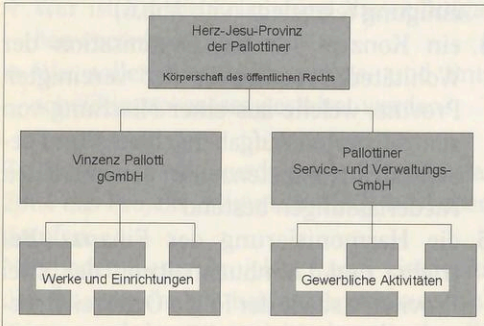 Herz-Jesu-Provinz
der Pallottiner
Körperschaft des öffentlichen Rechts
Vinzenz Pallotti
gGmbH
Pallottiner
Service- und Verwaltungs-
GmbH
Werke und Einrichtungen
Gewerbliche Aktivitäten